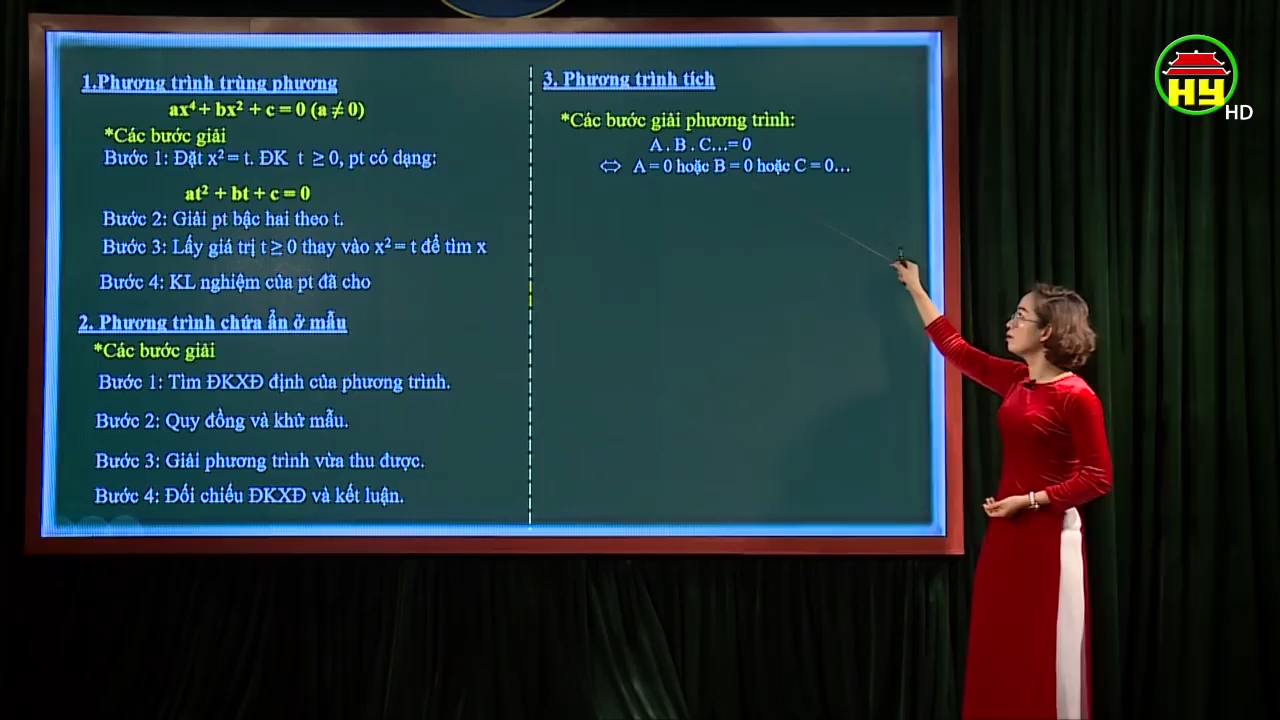 1.Phương trình trùng phương
ax⁴ + bx² + c = 0 (a ≠ 0)
*Các bước giải
Bước 1: Đặt x² = t. ĐK t ≥ 0, pt có dạng:
at² + bt + c = 0
Bước 2: Giải pt bậc hai theo t.
Bước 3: Lấy giá trị t ≥ 0 thay vào x² = t để tìm x
Bước 4: KL nghiệm của pt đã cho
2. Phương trình chứa ẩn ở mẫu
*Các bước giải
Bước 1: Tìm ĐKXĐ định của phương trình.
Bước 2: Quy đồng và khử mẫu.
Bước 3: Giải phương trình vừa thu được.
Bước 4: Đối chiếu ĐKXĐ và kết luận.
3. Phương trình tích
*Các bước giải phương trình:
A . B . C...= 0
⇔ A = 0 hoặc B = 0 hoặc C = 0...
HY
HD